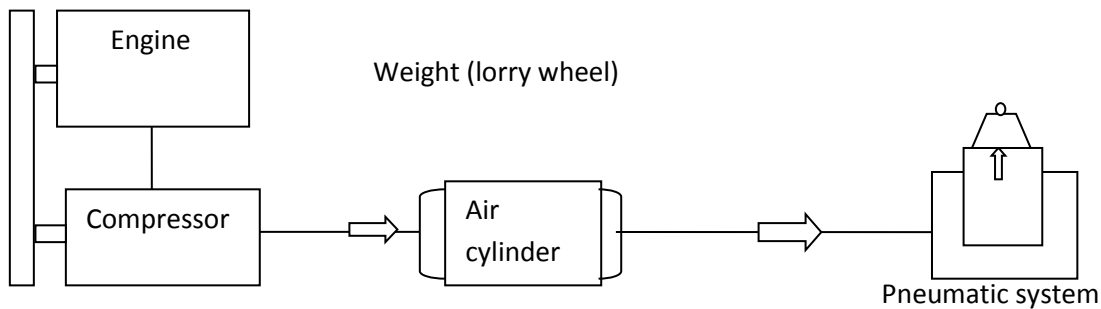 Engine
Weight (lorry wheel)
Compressor
Air
cylinder
Pneumatic system